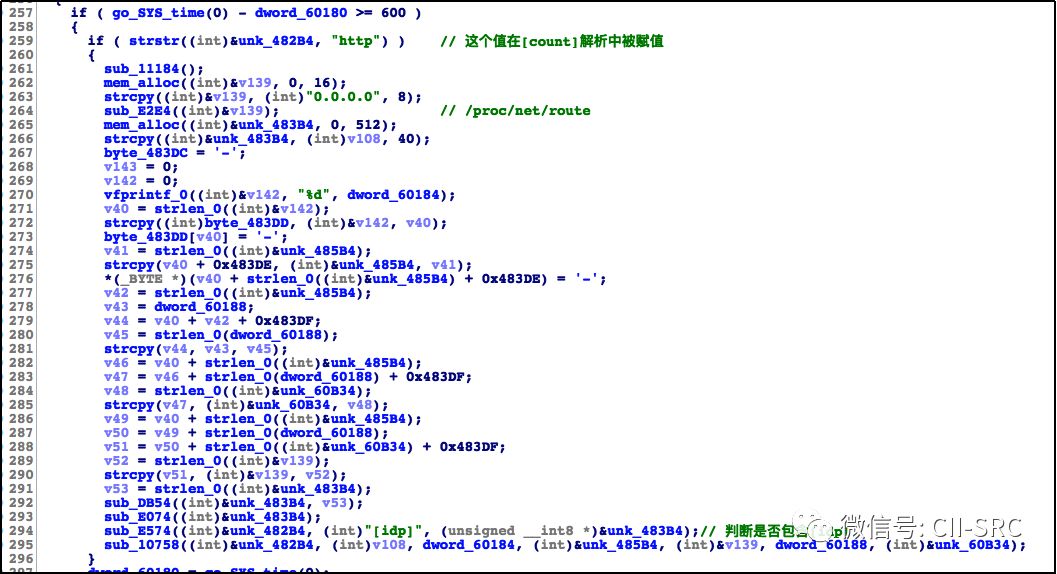 257 if ( go_SYS_time(0) - dword_60180 >= 600 )
258 {
259 if ( strstr((int)&unk_482B4, "http") ) // 这个值在[count]解析中被赋值
260 {
261 sub_11184();
262 mem_alloc((int)&v139, 0, 16);
263 strcpy((int)&v139, (int)"0.0.0.0", 8);
264 sub_E2E4((int)&v139); // /proc/net/route
265 mem_alloc((int)&unk_483B4, 0, 512);
266 strcpy((int)&unk_483B4, (int)v108, 40);
267 byte_483DC = '-';
268 v143 = 0;
269 v142 = 0;
270 vfprintf_0((int)&v142, "%d", dword_60184);
271 v40 = strlen_0((int)&v142);
272 strcpy((int)byte_483DD, (int)&v142, v40);
273 byte_483DD[v40] = '-';
274 v41 = strlen_0((int)&unk_485B4);
275 strcpy(v40 + 0x483DE, (int)&unk_485B4, v41);
276 *(_BYTE *)(v40 + strlen_0((int)&unk_485B4) + 0x483DE) = '-';
277 v42 = strlen_0((int)&unk_485B4);
278 v43 = dword_60188;
279 v44 = v40 + v42 + 0x483DF;
280 v45 = strlen_0(dword_60188);
281 strcpy(v44, v43, v45);
282 v46 = v40 + strlen_0((int)&unk_485B4);
283 v47 = v46 + strlen_0(dword_60188) + 0x483DF;
284 v48 = strlen_0((int)&unk_60B34);
285 strcpy(v47, (int)&unk_60B34, v48);
286 v49 = v40 + strlen_0((int)&unk_485B4);
287 v50 = v49 + strlen_0(dword_60188);
288 v51 = v50 + strlen_0((int)&unk_60B34) + 0x483DF;
289 v52 = strlen_0((int)&v139);
290 strcpy(v51, (int)&v139, v52);
291 v53 = strlen_0((int)&unk_483B4);
292 sub_DB54((int)&unk_483B4, v53);
293 sub_E074((int)&unk_483B4);
294 sub_E574((int)&unk_482B4, (int)"[idp]", (unsigned __int8 *)&unk_483B4);// 判断是否包
295 sub_10758((int)&unk_482B4, (int)v108, dword_60184, (int)&unk_485B4, (int)&v139, dword_60188, (int)&unk_60B34);
296 }
dword_60180 = go_SYS_time(0);
微信号: CII-SRC